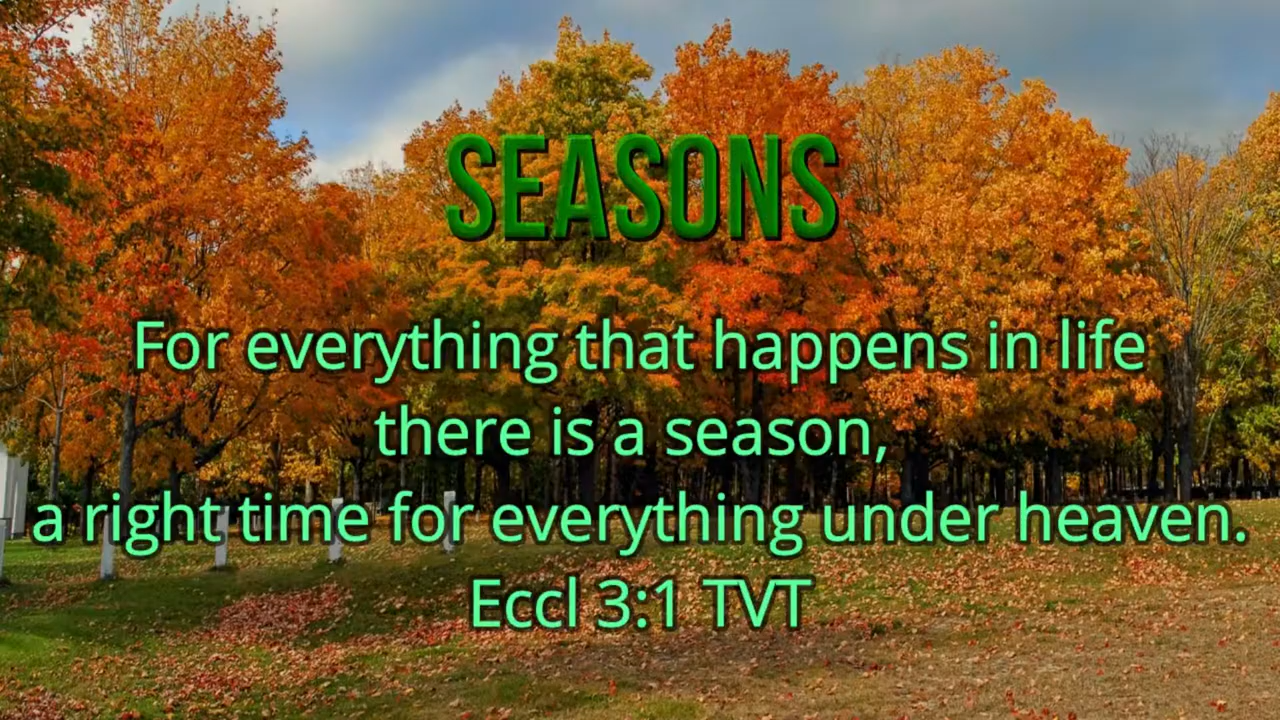 SEASONS
For everything that happens in life
there is a season,
a right time for everything under heaven.
Eccl 3:1 TVT